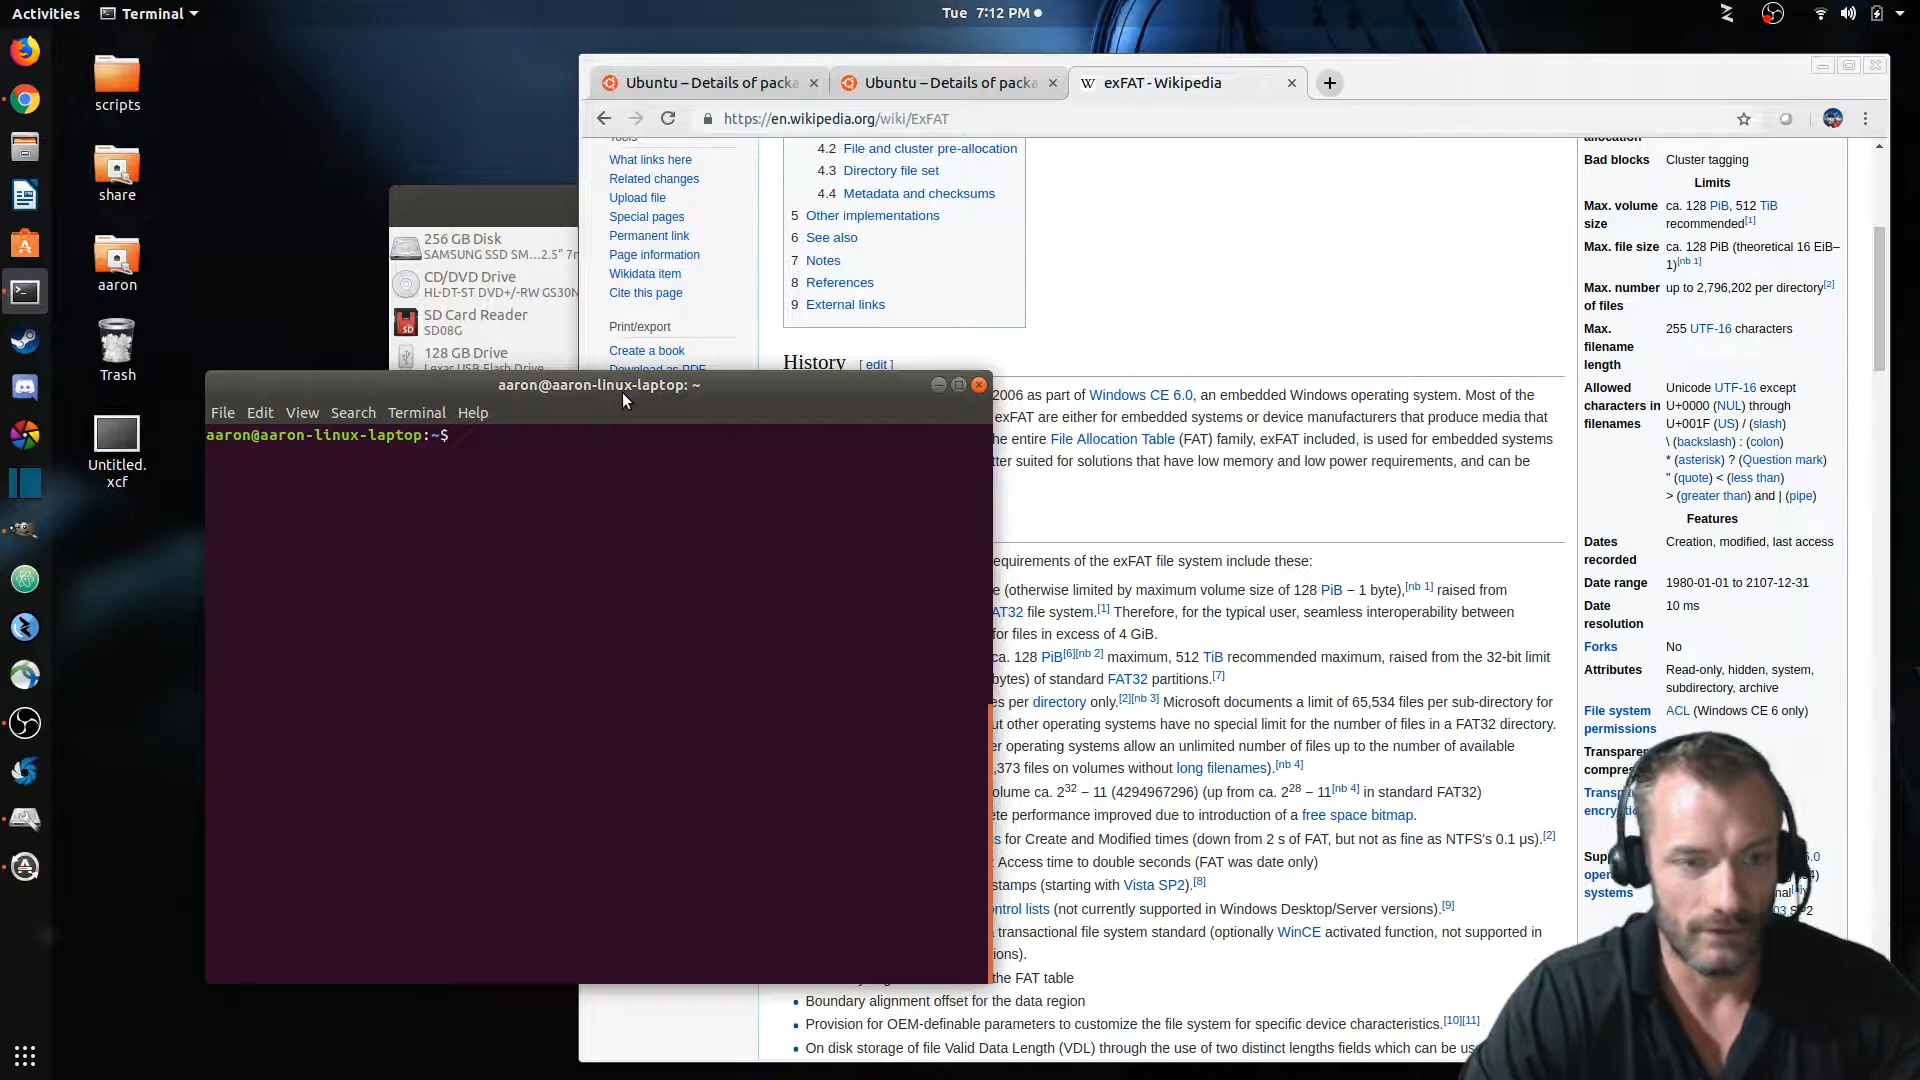 Activities
Terminal
Tue 7:12 PM
scripts
share
aaron
Trash
Untitled.
xcf
256 GB Disk
SAMSUNG SSD SM...2.5" 7m
CD/DVD Drive
HL-DT-ST DVD+/-RW GS30N
SD Card Reader
SD08G
128 GB Drive
Lexar USB Flash Drive
Ubuntu – Details of packa
Ubuntu – Details of packa
W exFAT - Wikipedia
https://en.wikipedia.org/wiki/ExFAT
Tools
What links here
Related changes
Upload file
Special pages
Permanent link
Page information
Wikidata item
Cite this page
Print/export
Create a book
Download as PDF
4.2 File and cluster pre-allocation
4.3 Directory file set
4.4 Metadata and checksums
5 Other implementations
6 See also
7 Notes
8 References
9 External links
History [ edit ]
2006 as part of Windows CE 6.0, an embedded Windows operating system. Most of the
exFAT are either for embedded systems or device manufacturers that produce media that
he entire File Allocation Table (FAT) family, exFAT included, is used for embedded systems
tter suited for solutions that have low memory and low power requirements, and can be
equirements of the exFAT file system include these:
e (otherwise limited by maximum volume size of 128 PiB − 1 byte),[nb 1] raised from
AT32 file system.[1] Therefore, for the typical user, seamless interoperability between
for files in excess of 4 GiB.
ca. 128 PiB[6][nb 2] maximum, 512 TiB recommended maximum, raised from the 32-bit limit
bytes) of standard FAT32 partitions.[7]
es per directory only.[2][nb 3] Microsoft documents a limit of 65,534 files per sub-directory for
ut other operating systems have no special limit for the number of files in a FAT32 directory.
er operating systems allow an unlimited number of files up to the number of available
,373 files on volumes without long filenames).[nb 4]
olume ca. 2³² − 11 (4294967296) (up from ca. 2²⁸ − 11[nb 4] in standard FAT32)
ete performance improved due to introduction of a free space bitmap.
s for Create and Modified times (down from 2 s of FAT, but not as fine as NTFS's 0.1 μs).[2]
t Access time to double seconds (FAT was date only)
stamps (starting with Vista SP2).[8]
ontrol lists (not currently supported in Windows Desktop/Server versions).[9]
transactional file system standard (optionally WinCE activated function, not supported in
ions).
the FAT table
• Boundary alignment offset for the data region
• Provision for OEM-definable parameters to customize the file system for specific device characteristics.[10][11]
• On disk storage of file Valid Data Length (VDL) through the use of two distinct lengths fields which can be us
allocation
Bad blocks Cluster tagging
Limits
Max. volume ca. 128 PiB, 512 TiB
size recommended[1]
Max. file size ca. 128 PiB (theoretical 16 EiB–
1)[nb 1]
Max. number up to 2,796,202 per directory[2]
of files
Max. 255 UTF-16 characters
filename
length
Allowed Unicode UTF-16 except
characters in U+0000 (NUL) through
filenames U+001F (US) / (slash)
\ (backslash) : (colon)
* (asterisk) ? (Question mark)
" (quote) < (less than)
> (greater than) and | (pipe)
Features
Dates Creation, modified, last access
recorded
Date range 1980-01-01 to 2107-12-31
Date 10 ms
resolution
Forks No
Attributes Read-only, hidden, system,
subdirectory, archive
File system ACL (Windows CE 6 only)
permissions
Transparen
compres
Transp
encryptio
Supp
oper
systems
aaron@aaron-linux-laptop: ~
File Edit View Search Terminal Help
aaron@aaron-linux-laptop:~$